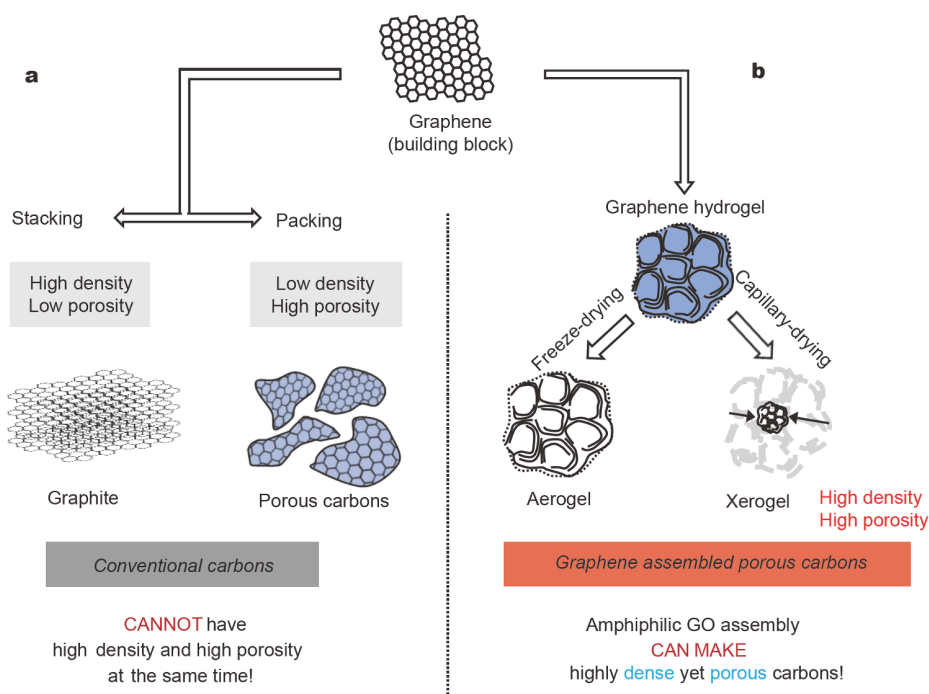 a
b
Graphene
(building block)
Stacking
Packing
High density
Low porosity
Low density
High porosity
Graphite
Porous carbons
Conventional carbons
CANNOT have
high density and high porosity
at the same time!
Graphene hydrogel
Freeze-drying
Capillary-drying
Aerogel
Xerogel
High density
High porosity
Graphene assembled porous carbons
Amphiphilic GO assembly
CAN MAKE
highly dense yet porous carbons!